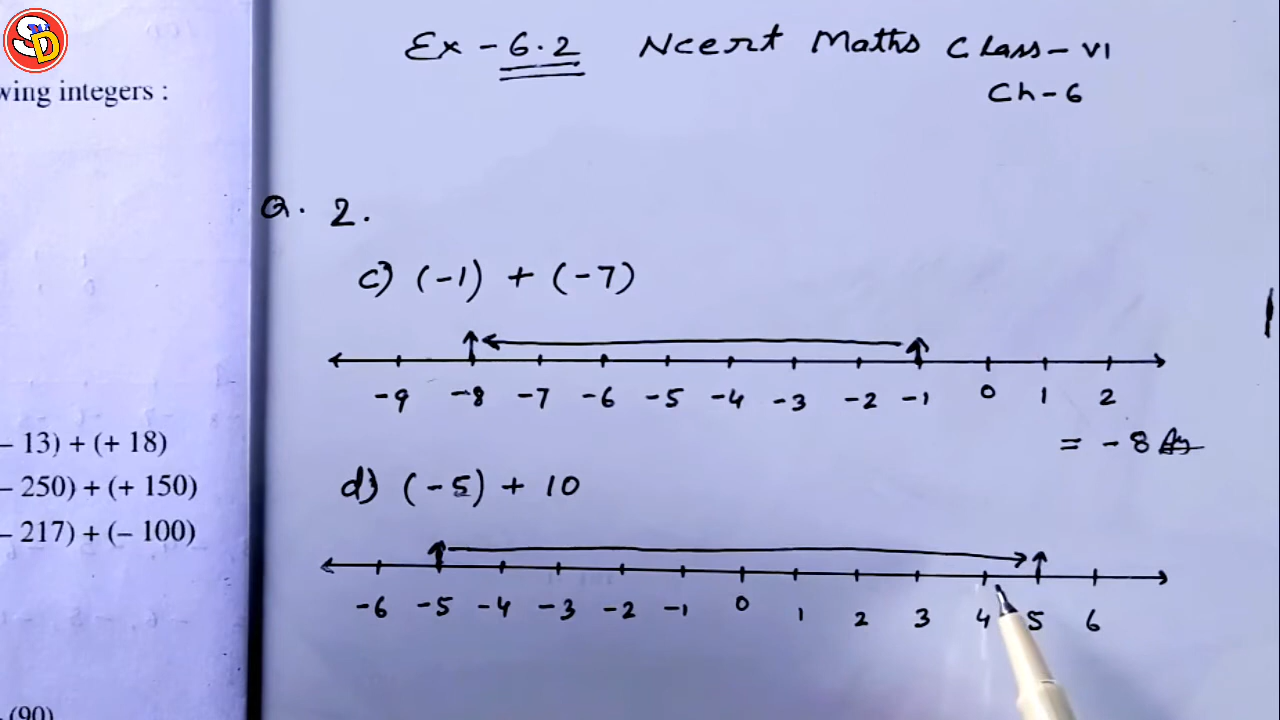 SD
wing integers :
– 13) + (+ 18)
– 250) + (+ 150)
– 217) + (– 100)
(90)
Ex - 6.2 Ncert Maths Class - VI
Ch - 6
Q. 2.
c) (-1) + (-7)
-9 -8 -7 -6 -5 -4 -3 -2 -1 0 1 2
= -8 Ans
d) (-5) + 10
-6 -5 -4 -3 -2 -1 0 1 2 3 4 5 6